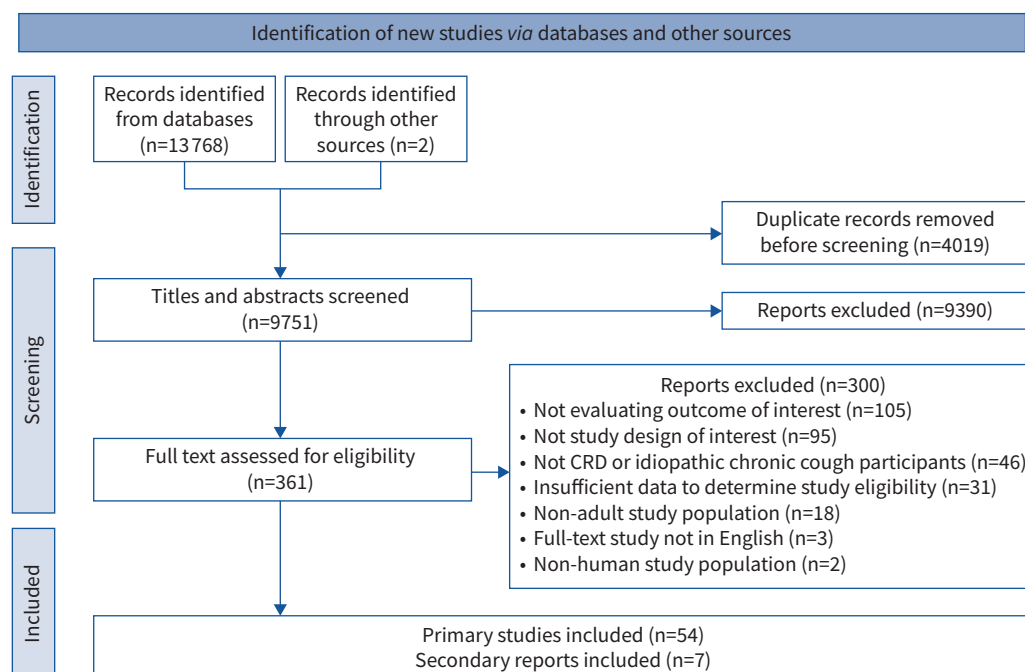 Identification of new studies via databases and other sources
Identification
Records identified
from databases
(n=13 768)
Records identified
through other
sources (n=2)
Duplicate records removed
before screening (n=4019)
Screening
Titles and abstracts screened
(n=9751)
Reports excluded (n=9390)
Full text assessed for eligibility
(n=361)
Reports excluded (n=300)
• Not evaluating outcome of interest (n=105)
• Not study design of interest (n=95)
• Not CRD or idiopathic chronic cough participants (n=46)
• Insufficient data to determine study eligibility (n=31)
• Non-adult study population (n=18)
• Full-text study not in English (n=3)
• Non-human study population (n=2)
Included
Primary studies included (n=54)
Secondary reports included (n=7)